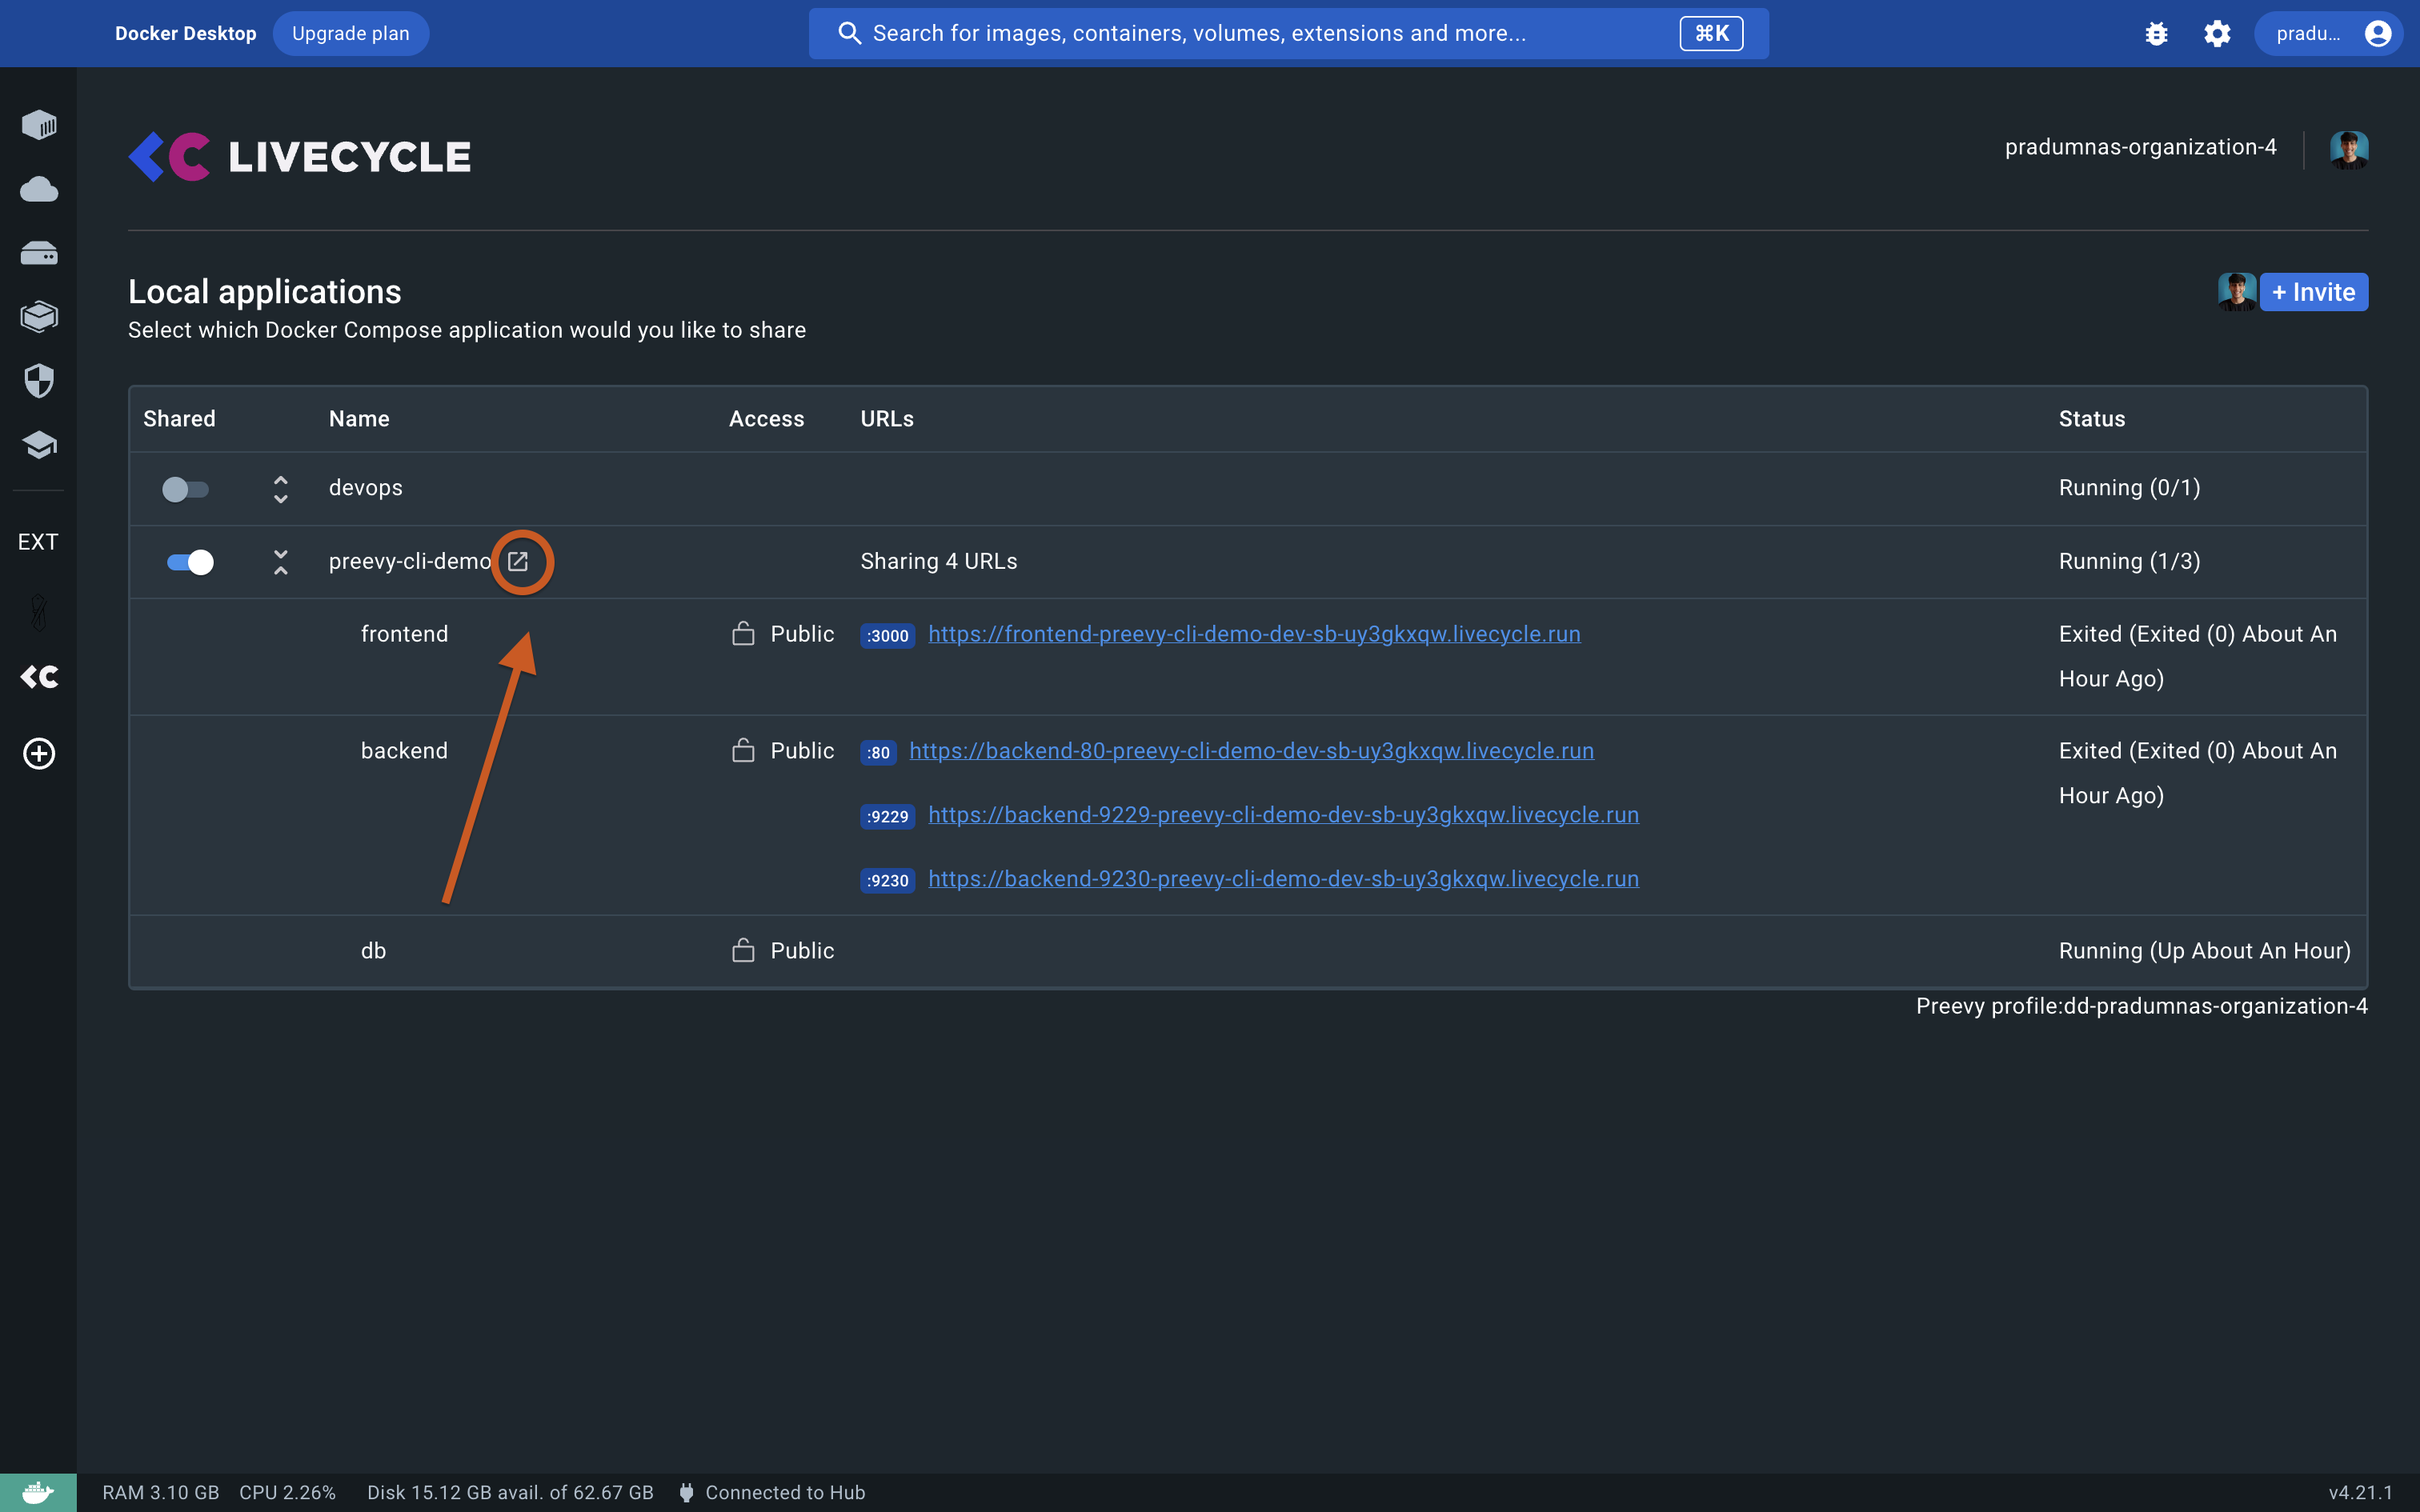 Docker Desktop
Upgrade plan
Search for images, containers, volumes, extensions and more...
⌘K
pradu...
LIVECYCLE
pradumnas-organization-4
Local applications
+ Invite
Select which Docker Compose application would you like to share
Shared Name Access URLs Status
devops Running (0/1)
EXT
preevy-cli-demo Sharing 4 URLs Running (1/3)
frontend Public :3000 https://frontend-preevy-cli-demo-dev-sb-uy3gkxqw.livecycle.run Exited (Exited (0) About An
Hour Ago)
backend Public :80 https://backend-80-preevy-cli-demo-dev-sb-uy3gkxqw.livecycle.run Exited (Exited (0) About An
Hour Ago)
:9229 https://backend-9229-preevy-cli-demo-dev-sb-uy3gkxqw.livecycle.run
:9230 https://backend-9230-preevy-cli-demo-dev-sb-uy3gkxqw.livecycle.run
db Public Running (Up About An Hour)
Preevy profile:dd-pradumnas-organization-4
RAM 3.10 GB CPU 2.26% Disk 15.12 GB avail. of 62.67 GB Connected to Hub v4.21.1